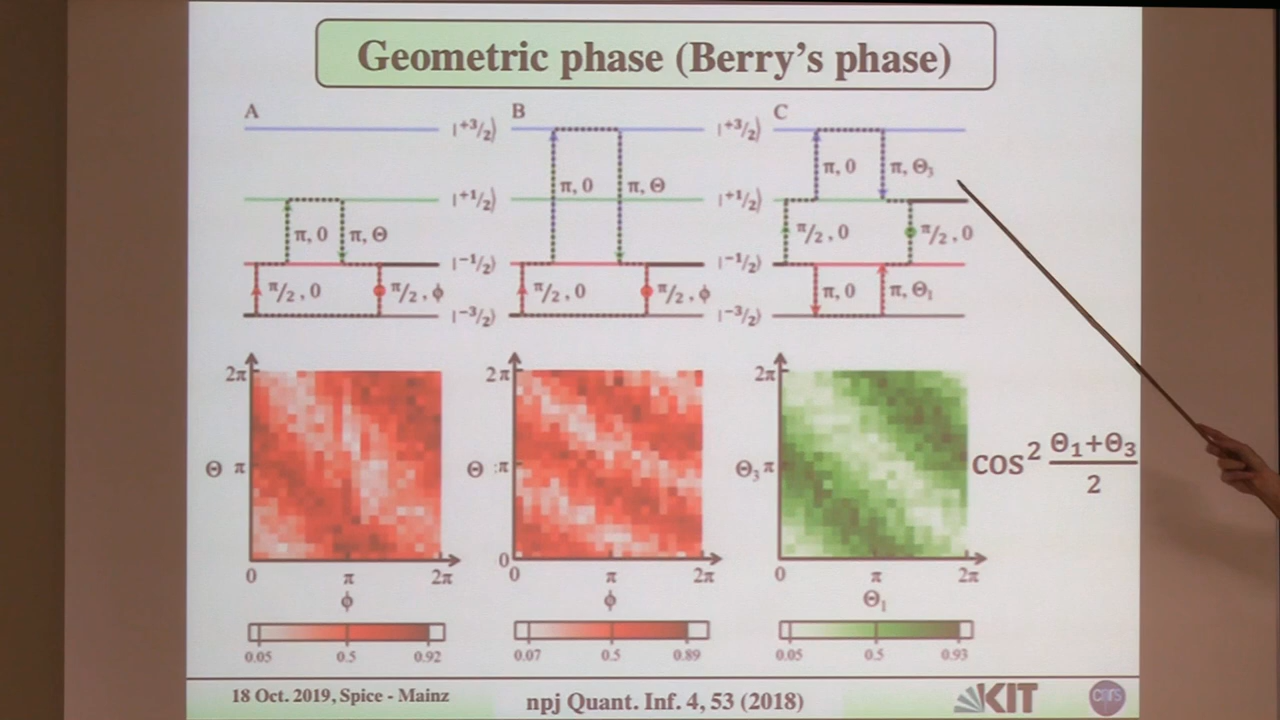 Geometric phase (Berry's phase)
A
B
C
|+3/2⟩
|+3/2⟩
|+1/2⟩
|+1/2⟩
|-1/2⟩
|-1/2⟩
|-3/2⟩
|-3/2⟩
π, 0
π, Θ
π/2, 0
π/2, ϕ
π, 0
π, Θ
π/2, 0
π/2, ϕ
π, 0
π, Θ₃
π/2, 0
π/2, 0
π, 0
π, Θ₁
2π
Θ π
0 π 2π
ϕ
0.05 0.5 0.92
2π
Θ π
0
0 π 2π
ϕ
0.07 0.5 0.89
2π
Θ₃ π
0 π 2π
Θ₁
0.05 0.5 0.93
cos² Θ₁+Θ₃
2
18 Oct. 2019, Spice - Mainz
npj Quant. Inf. 4, 53 (2018)
KIT
cnrs